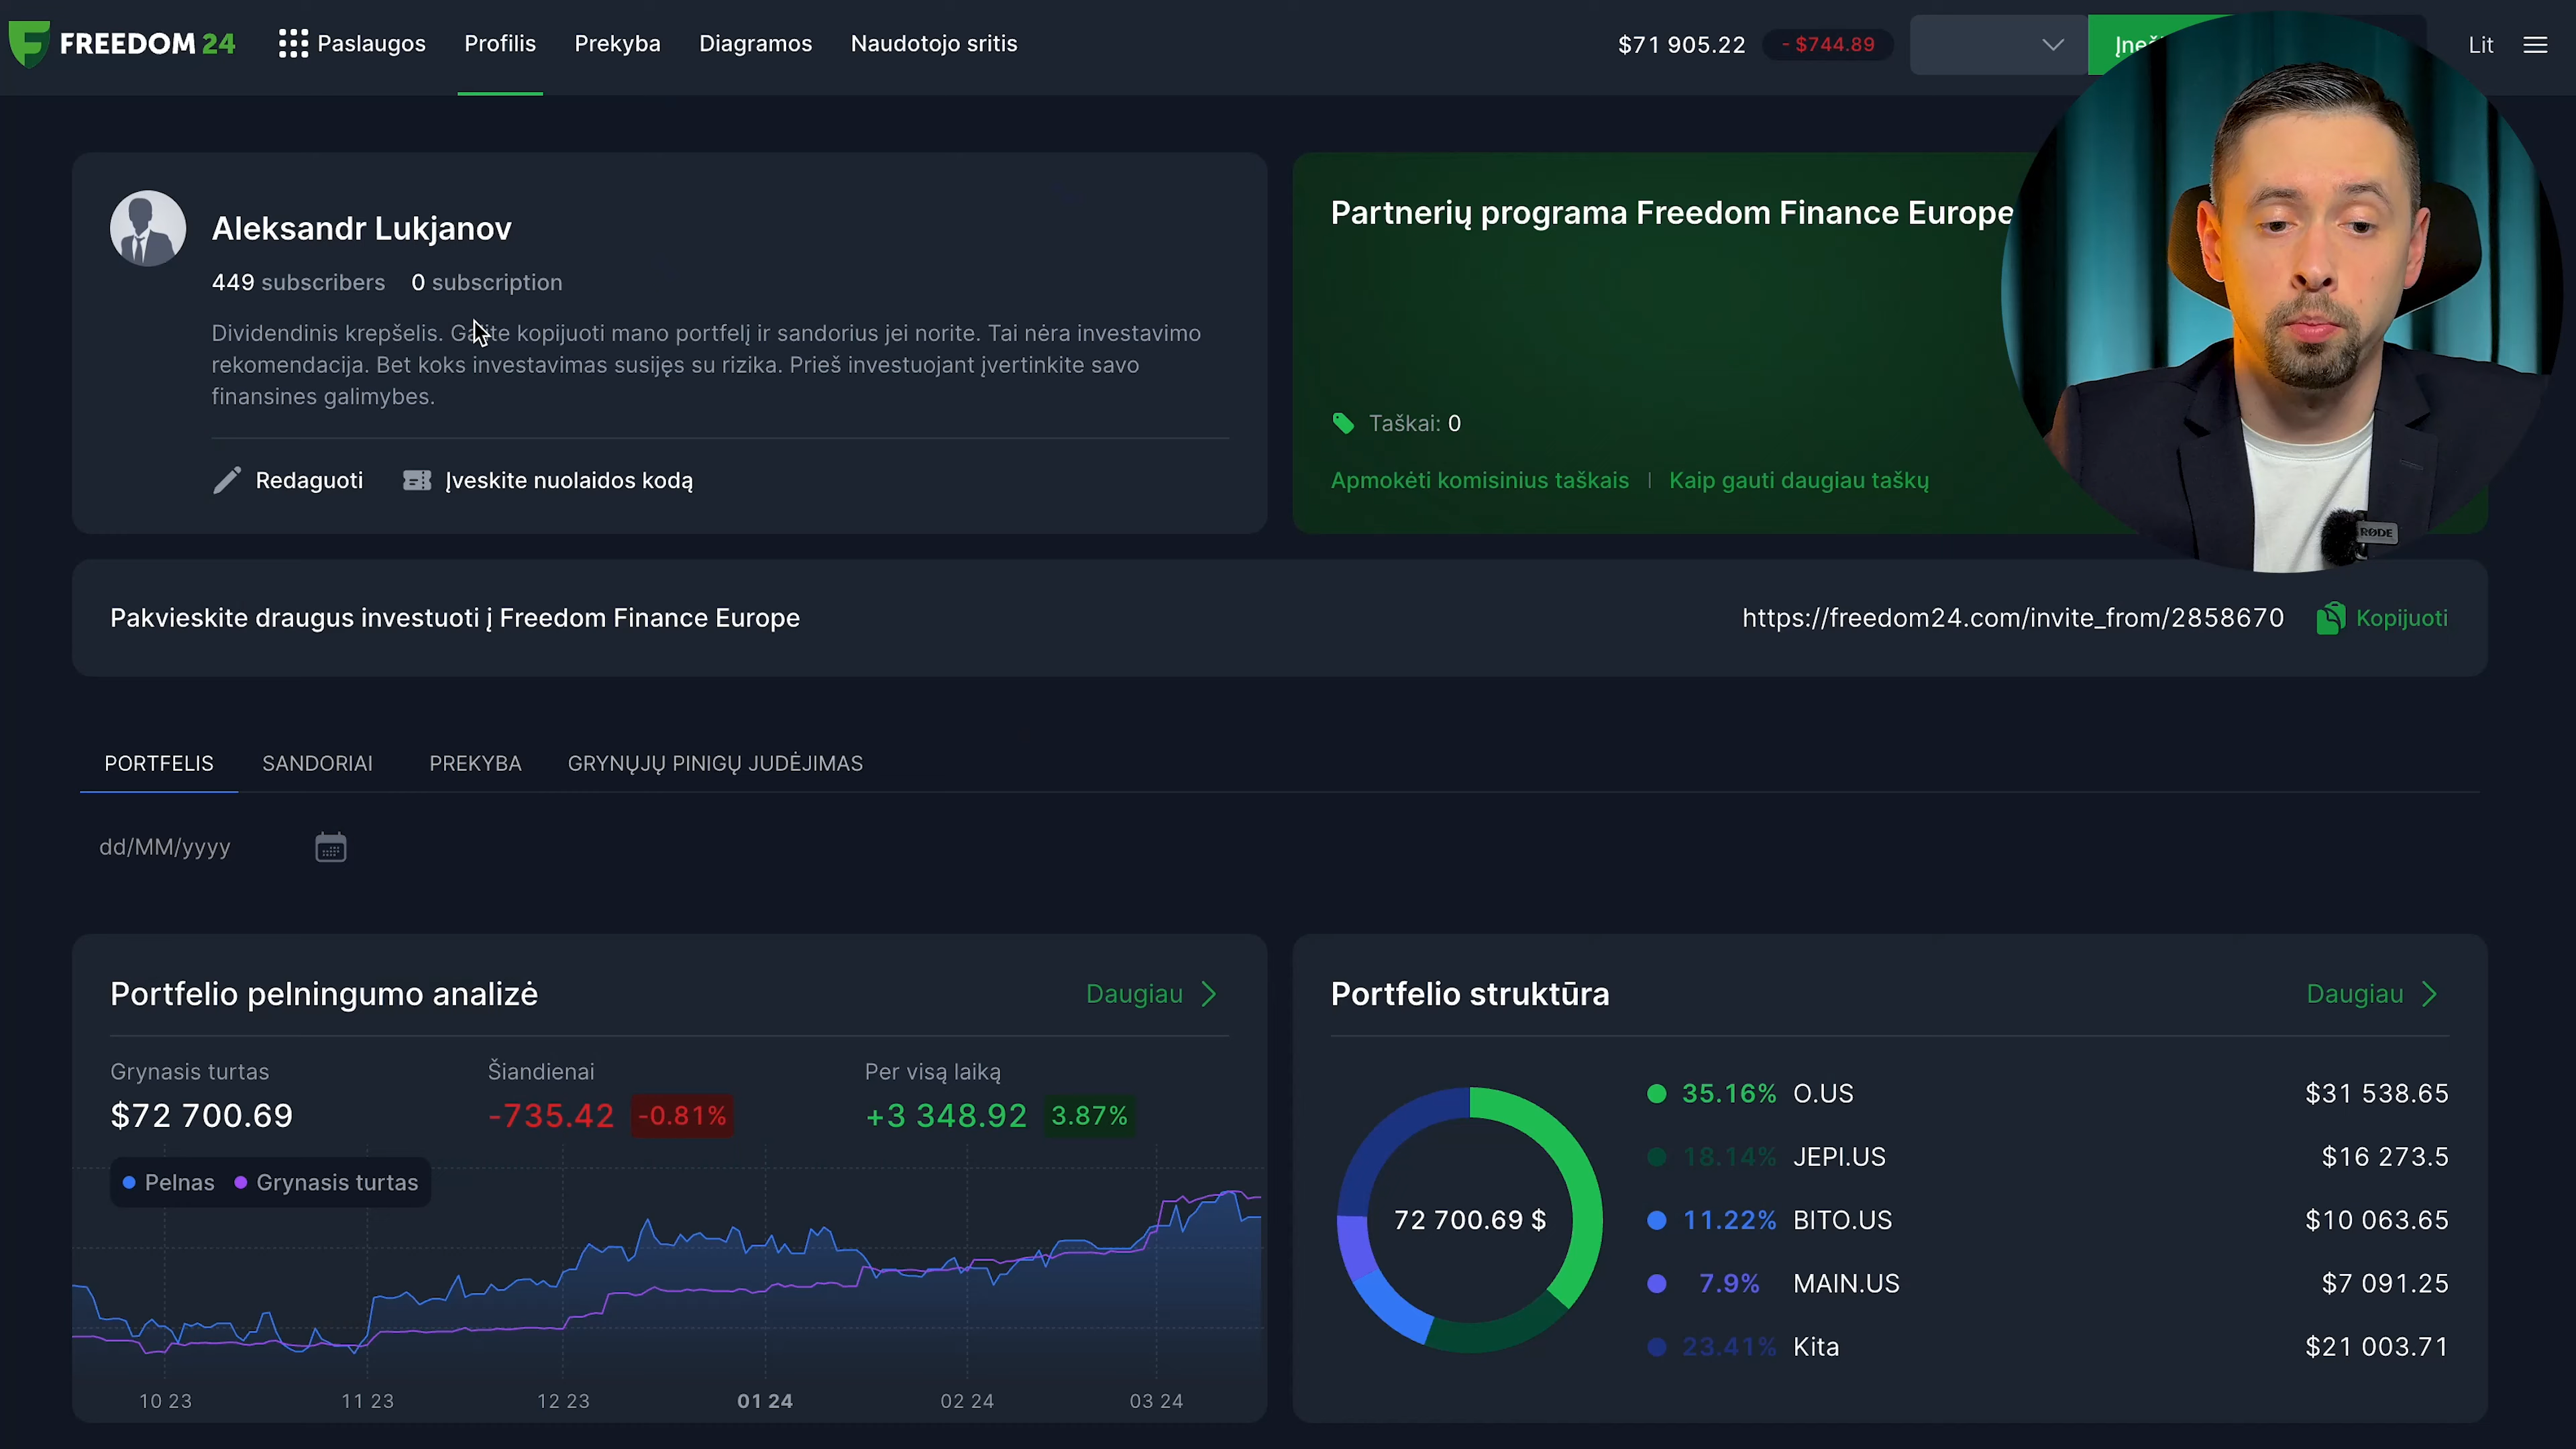 FREEDOM 24
Paslaugos
Profilis
Prekyba
Diagramos
Naudotojo sritis
$71 905.22
- $744.89
Lit
Aleksandr Lukjanov
449 subscribers 0 subscription
Dividendinis krepšelis. Galite kopijuoti mano portfelį ir sandorius jei norite. Tai nėra investavimo
rekomendacija. Bet koks investavimas susijęs su rizika. Prieš investuojant įvertinkite savo
finansines galimybes.
Redaguoti
Įveskite nuolaidos kodą
Partnerių programa Freedom Finance Europe
Taškai: 0
Apmokėti komisinius taškais | Kaip gauti daugiau taškų
RØDE
Pakvieskite draugus investuoti į Freedom Finance Europe
https://freedom24.com/invite_from/2858670
Kopijuoti
PORTFELIS
SANDORIAI
PREKYBA
GRYNŲJŲ PINIGŲ JUDĖJIMAS
dd/MM/yyyy
Portfelio pelningumo analizė
Daugiau
Grynasis turtas
$72 700.69
Šiandienai
-735.42 -0.81%
Per visą laiką
+3 348.92 3.87%
Pelnas
Grynasis turtas
10 23
11 23
12 23
01 24
02 24
03 24
Portfelio struktūra
Daugiau
72 700.69 $
35.16% O.US $31 538.65
18.14% JEPI.US $16 273.5
11.22% BITO.US $10 063.65
7.9% MAIN.US $7 091.25
23.41% Kita $21 003.71